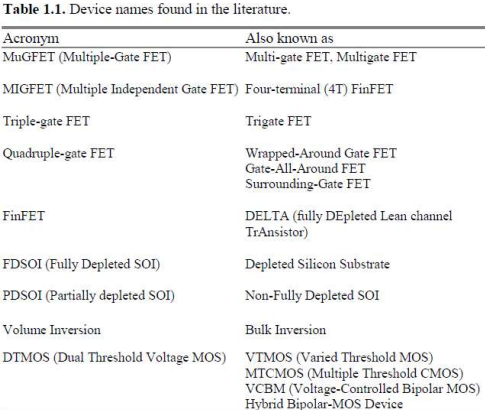 Table 1.1. Device names found in the literature.
Acronym Also known as
MuGFET (Multiple-Gate FET) Multi-gate FET, Multigate FET
MIGFET (Multiple Independent Gate FET) Four-terminal (4T) FinFET
Triple-gate FET Trigate FET
Quadruple-gate FET Wrapped-Around Gate FET
Gate-All-Around FET
Surrounding-Gate FET
FinFET DELTA (fully DEpleted Lean channel
TrAnsistor)
FDSOI (Fully Depleted SOI) Depleted Silicon Substrate
PDSOI (Partially depleted SOI) Non-Fully Depleted SOI
Volume Inversion Bulk Inversion
DTMOS (Dual Threshold Voltage MOS) VTMOS (Varied Threshold MOS)
MTCMOS (Multiple Threshold CMOS)
VCBM (Voltage-Controlled Bipolar MOS)
Hybrid Bipolar-MOS Device